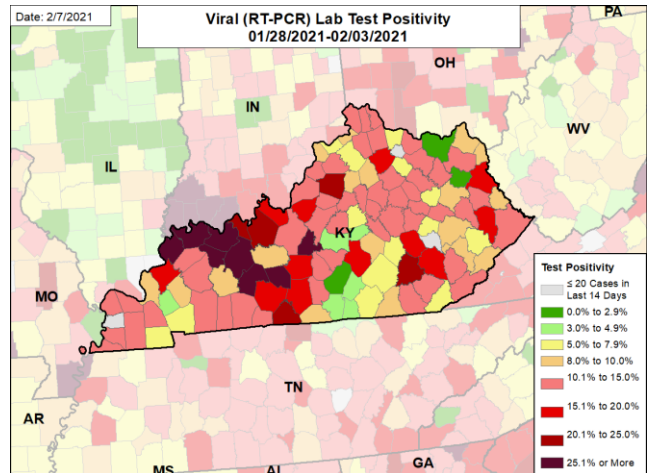 Date: 2/7/2021
Viral (RT-PCR) Lab Test Positivity
01/28/2021-02/03/2021
PA
OH
IN
WV
IL
KY
MO
TN
AR
MS
AL
GA
Test Positivity
≤ 20 Cases in
Last 14 Days
0.0% to 2.9%
3.0% to 4.9%
5.0% to 7.9%
8.0% to 10.0%
10.1% to 15.0%
15.1% to 20.0%
20.1% to 25.0%
25.1% or More